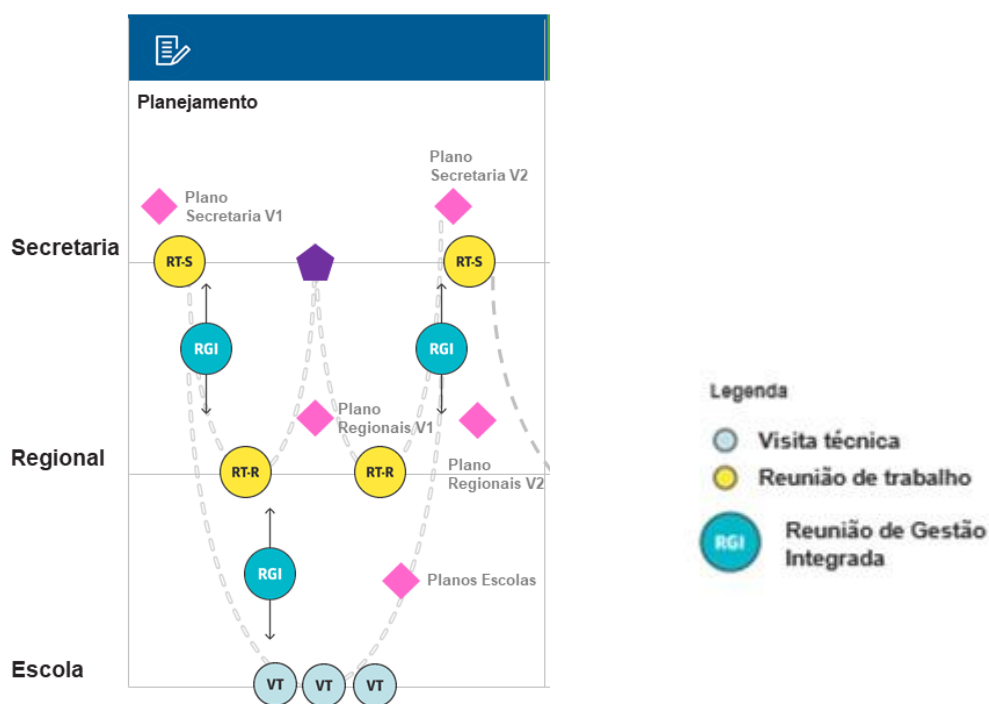 Planejamento
Plano
Secretaria V2
Plano
Secretaria V1
Secretaria
RT-S
RT-S
RGI
RGI
Plano
Regionais V1
Regional
RT-R
RT-R
Plano
Regionais V2
RGI
Planos Escolas
Escola
VT
VT
VT
Legenda
Visita técnica
Reunião de trabalho
RGI
Reunião de Gestão
Integrada